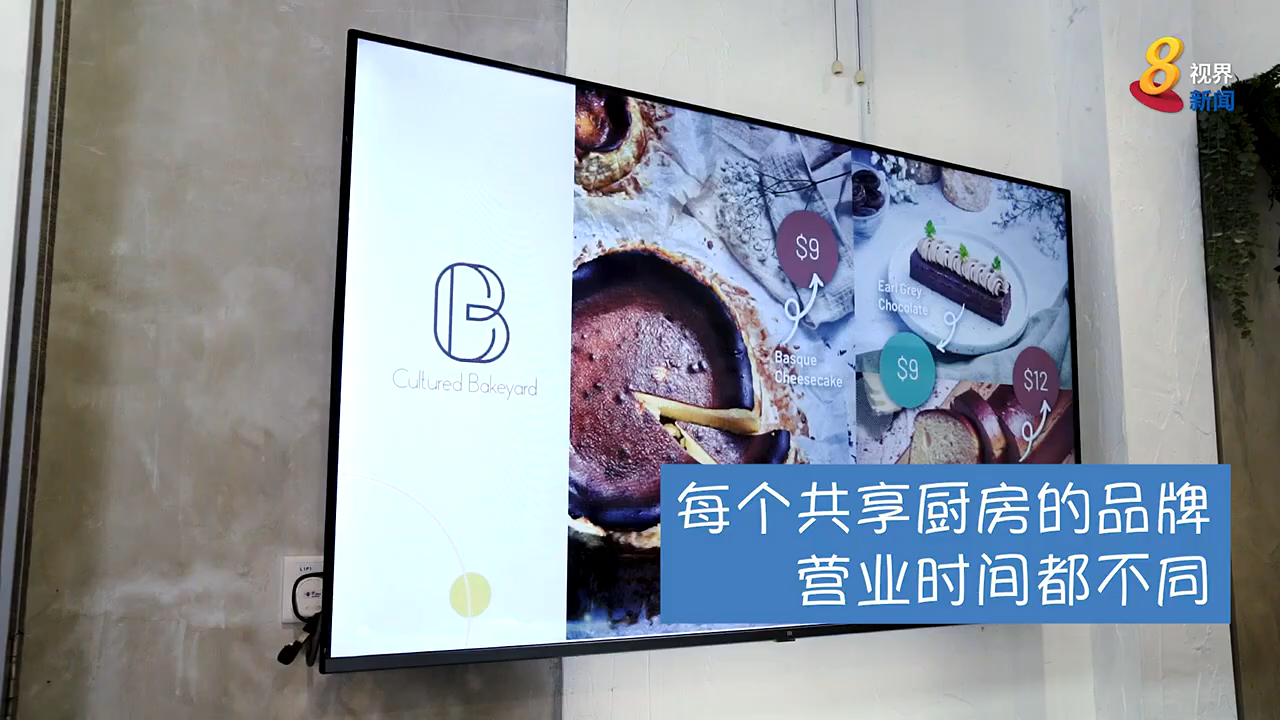 8
视界
新闻
Cultured Bakeyard
$9
Basque
Cheesecake
Earl Grey
Chocolate
$9
$12
每个共享厨房的品牌
营业时间都不同